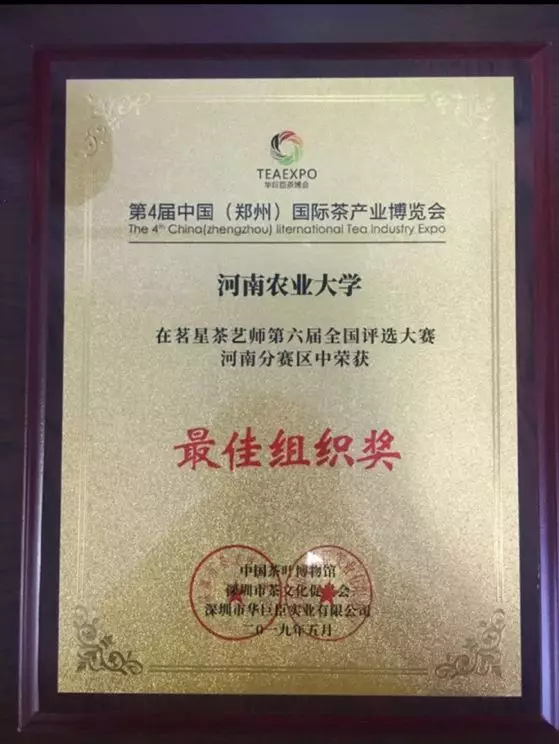 TEAEXPO
华巨臣茶博会
第4届中国（郑州）国际茶产业博览会
The 4th China(zhengzhou) Iiternational Tea Industry Expo
河南农业大学
在茗星茶艺师第六届全国评选大赛
河南分赛区中荣获
最佳组织奖
中国茶叶博物馆
深圳市茶文化促进会
深圳市华巨臣实业有限公司
二〇一九年五月